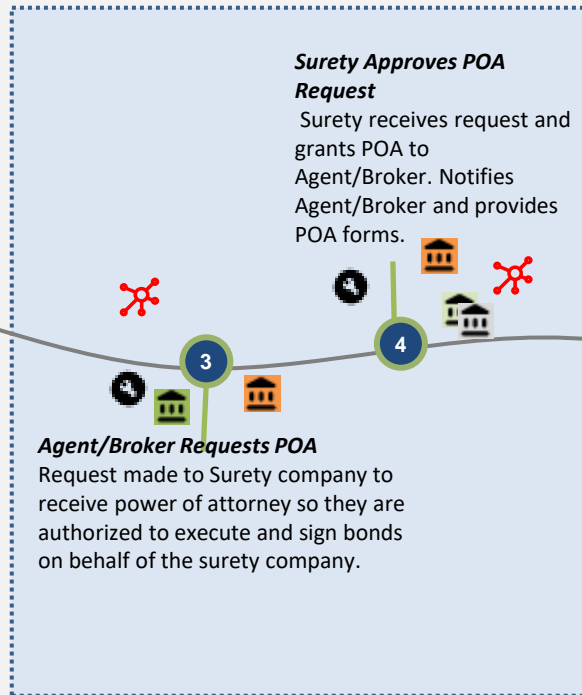 Surety Approves POA
Request
Surety receives request and
grants POA to
Agent/Broker. Notifies
Agent/Broker and provides
POA forms.
3
4
Agent/Broker Requests POA
Request made to Surety company to
receive power of attorney so they are
authorized to execute and sign bonds
on behalf of the surety company.